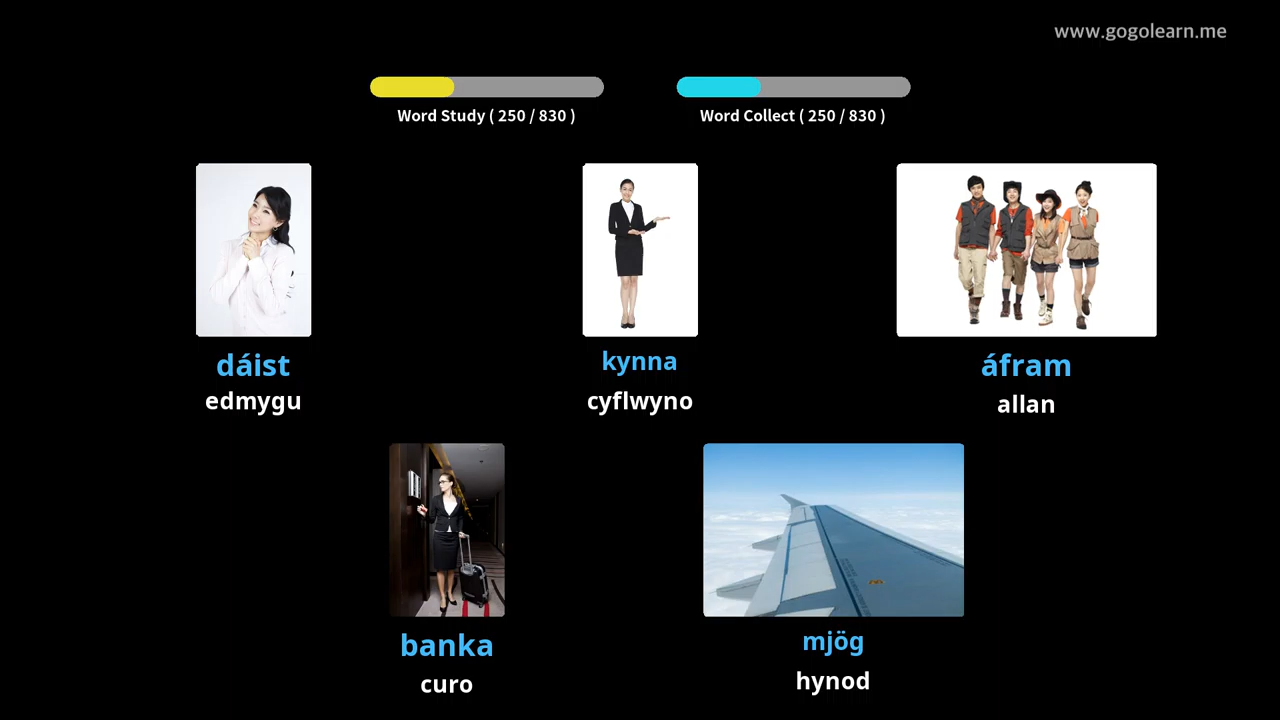 www.gogolearn.me
Word Study ( 250 / 830 )
Word Collect ( 250 / 830 )
dáist
edmygu
kynna
cyflwyno
áfram
allan
banka
curo
mjög
hynod